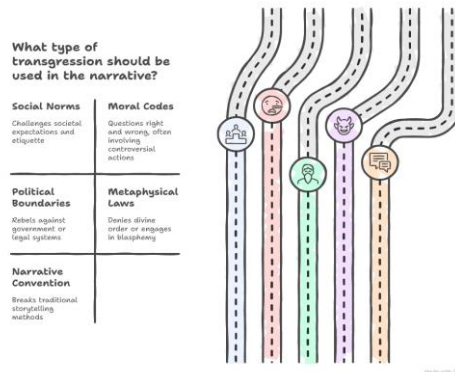 What type of
transgression should be
used in the narrative?
Social Norms
Challenges societal
expectations and
etiquette
Moral Codes
Questions right
and wrong, often
involving
controversial
actions
Political
Boundaries
Rebels against
government or
legal systems
Metaphysical
Laws
Denies divine
order or engages
in blasphemy
Narrative
Convention
Breaks traditional
storytelling
methods